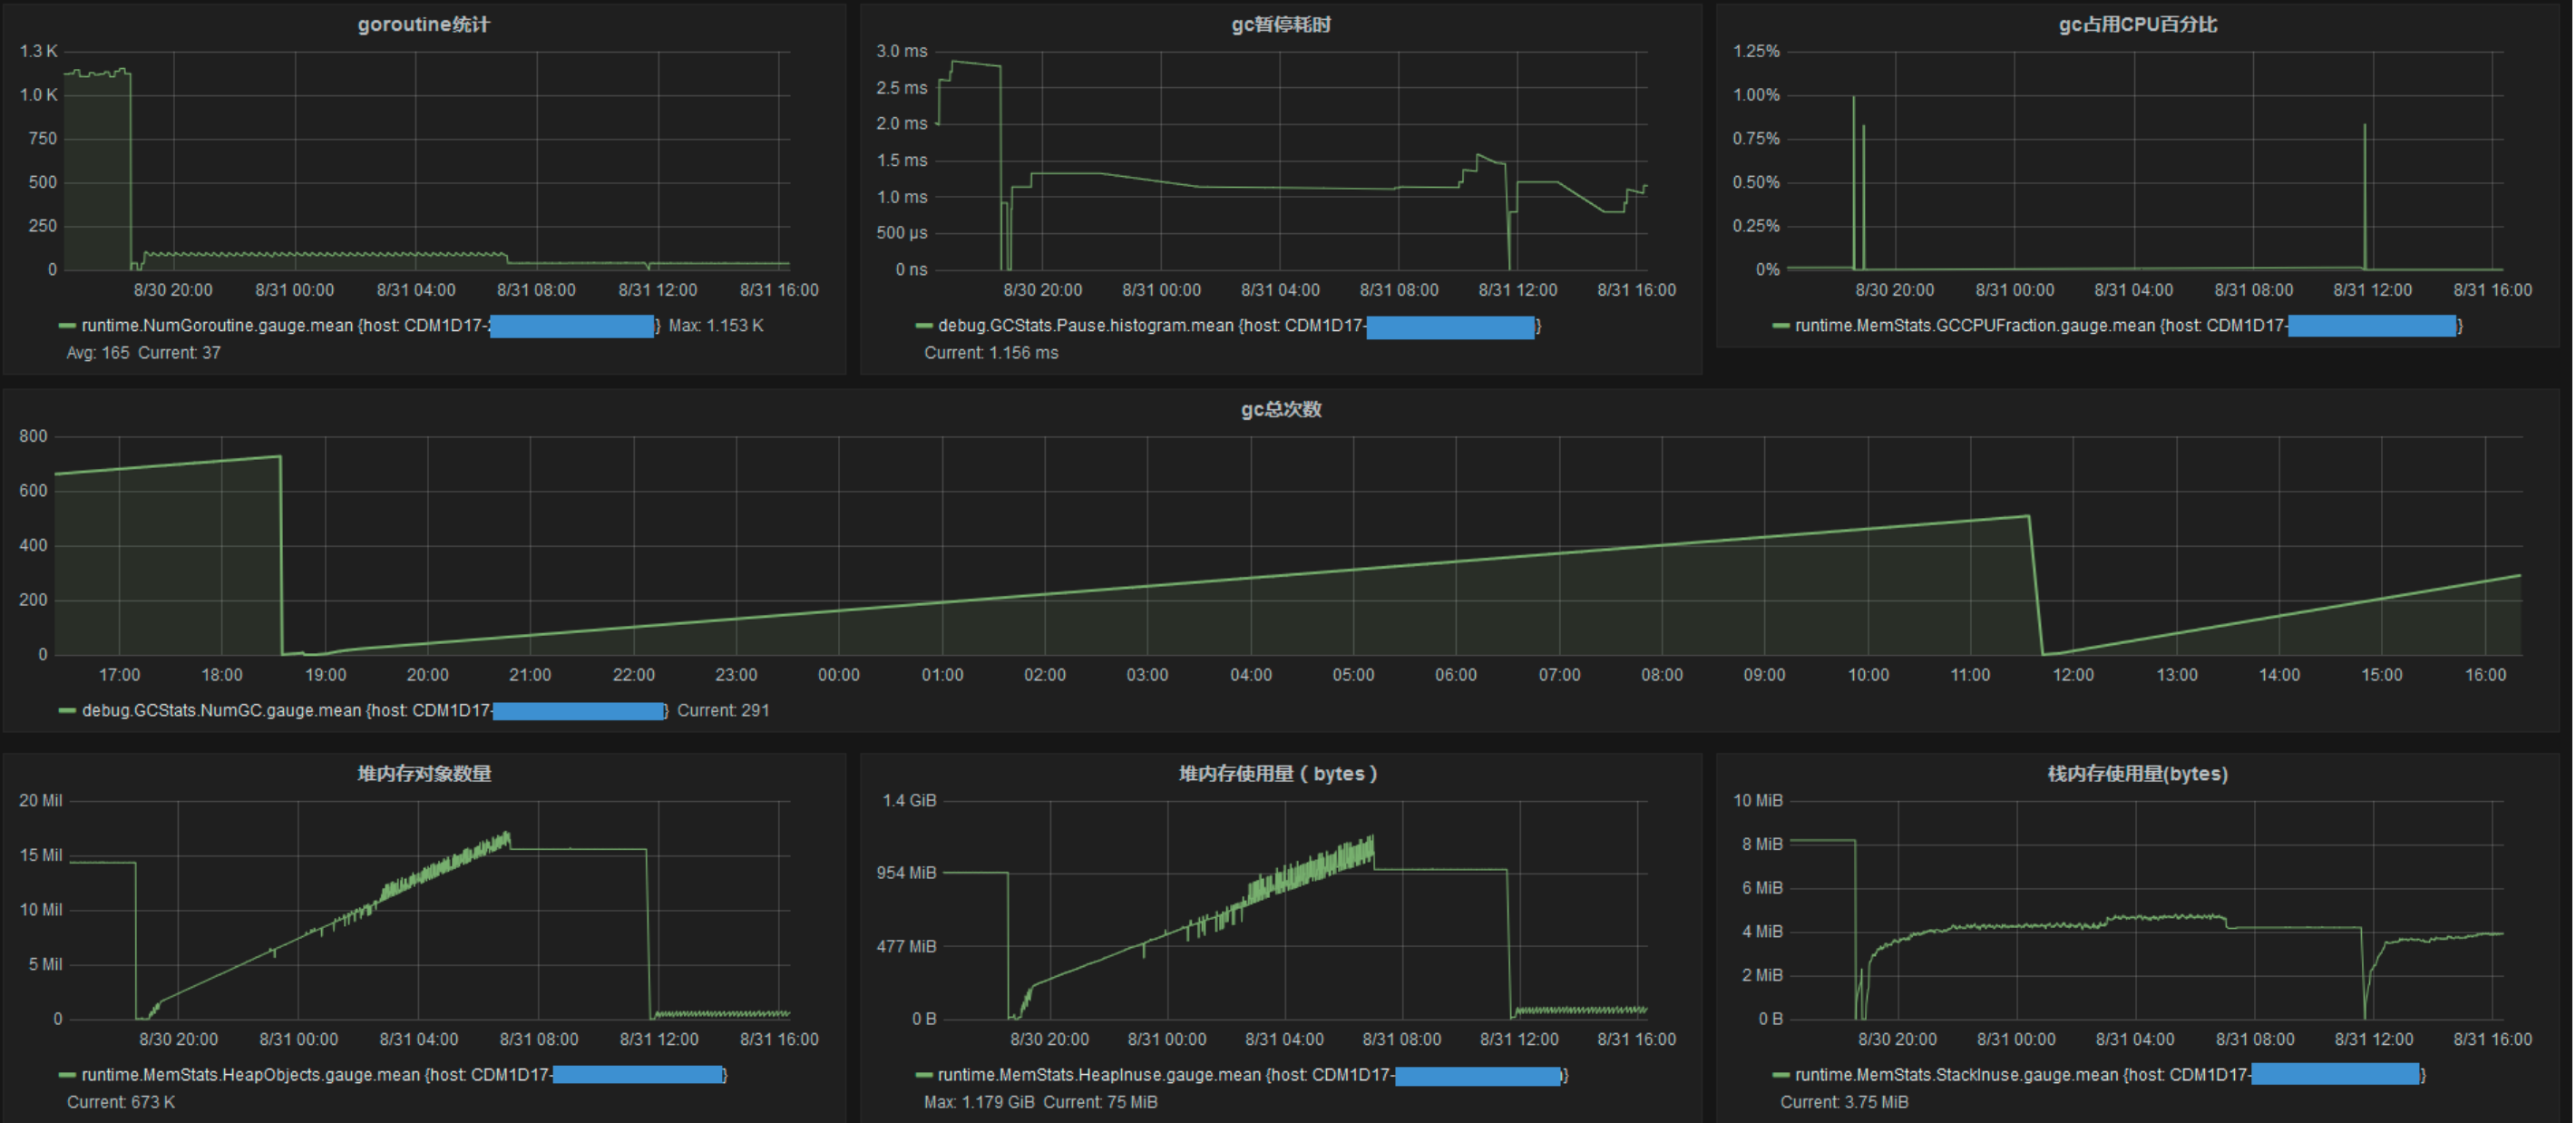 goroutine统计
1.3 K
1.0 K
750
500
250
0
8/30 20:00 8/31 00:00 8/31 04:00 8/31 08:00 8/31 12:00 8/31 16:00
runtime.NumGoroutine.gauge.mean {host: CDM1D17- } Max: 1.153 K
Avg: 165 Current: 37
gc暂停耗时
3.0 ms
2.5 ms
2.0 ms
1.5 ms
1.0 ms
500 µs
0 ns
8/30 20:00 8/31 00:00 8/31 04:00 8/31 08:00 8/31 12:00 8/31 16:00
debug.GCStats.Pause.histogram.mean {host: CDM1D17- }
Current: 1.156 ms
gc占用CPU百分比
1.25%
1.00%
0.75%
0.50%
0.25%
0%
8/30 20:00 8/31 00:00 8/31 04:00 8/31 08:00 8/31 12:00 8/31 16:00
runtime.MemStats.GCCPUFraction.gauge.mean {host: CDM1D17- }
gc总次数
800
600
400
200
0
17:00 18:00 19:00 20:00 21:00 22:00 23:00 00:00 01:00 02:00 03:00 04:00 05:00 06:00 07:00 08:00 09:00 10:00 11:00 12:00 13:00 14:00 15:00 16:00
debug.GCStats.NumGC.gauge.mean {host: CDM1D17- } Current: 291
堆内存对象数量
20 Mil
15 Mil
10 Mil
5 Mil
0
8/30 20:00 8/31 00:00 8/31 04:00 8/31 08:00 8/31 12:00 8/31 16:00
runtime.MemStats.HeapObjects.gauge.mean {host: CDM1D17- }
Current: 673 K
堆内存使用量（bytes）
1.4 GiB
954 MiB
477 MiB
0 B
8/30 20:00 8/31 00:00 8/31 04:00 8/31 08:00 8/31 12:00 8/31 16:00
runtime.MemStats.HeapInuse.gauge.mean {host: CDM1D17- }
Max: 1.179 GiB Current: 75 MiB
栈内存使用量(bytes)
10 MiB
8 MiB
6 MiB
4 MiB
2 MiB
0 B
8/30 20:00 8/31 00:00 8/31 04:00 8/31 08:00 8/31 12:00 8/31 16:00
runtime.MemStats.StackInuse.gauge.mean {host: CDM1D17- }
Current: 3.75 MiB